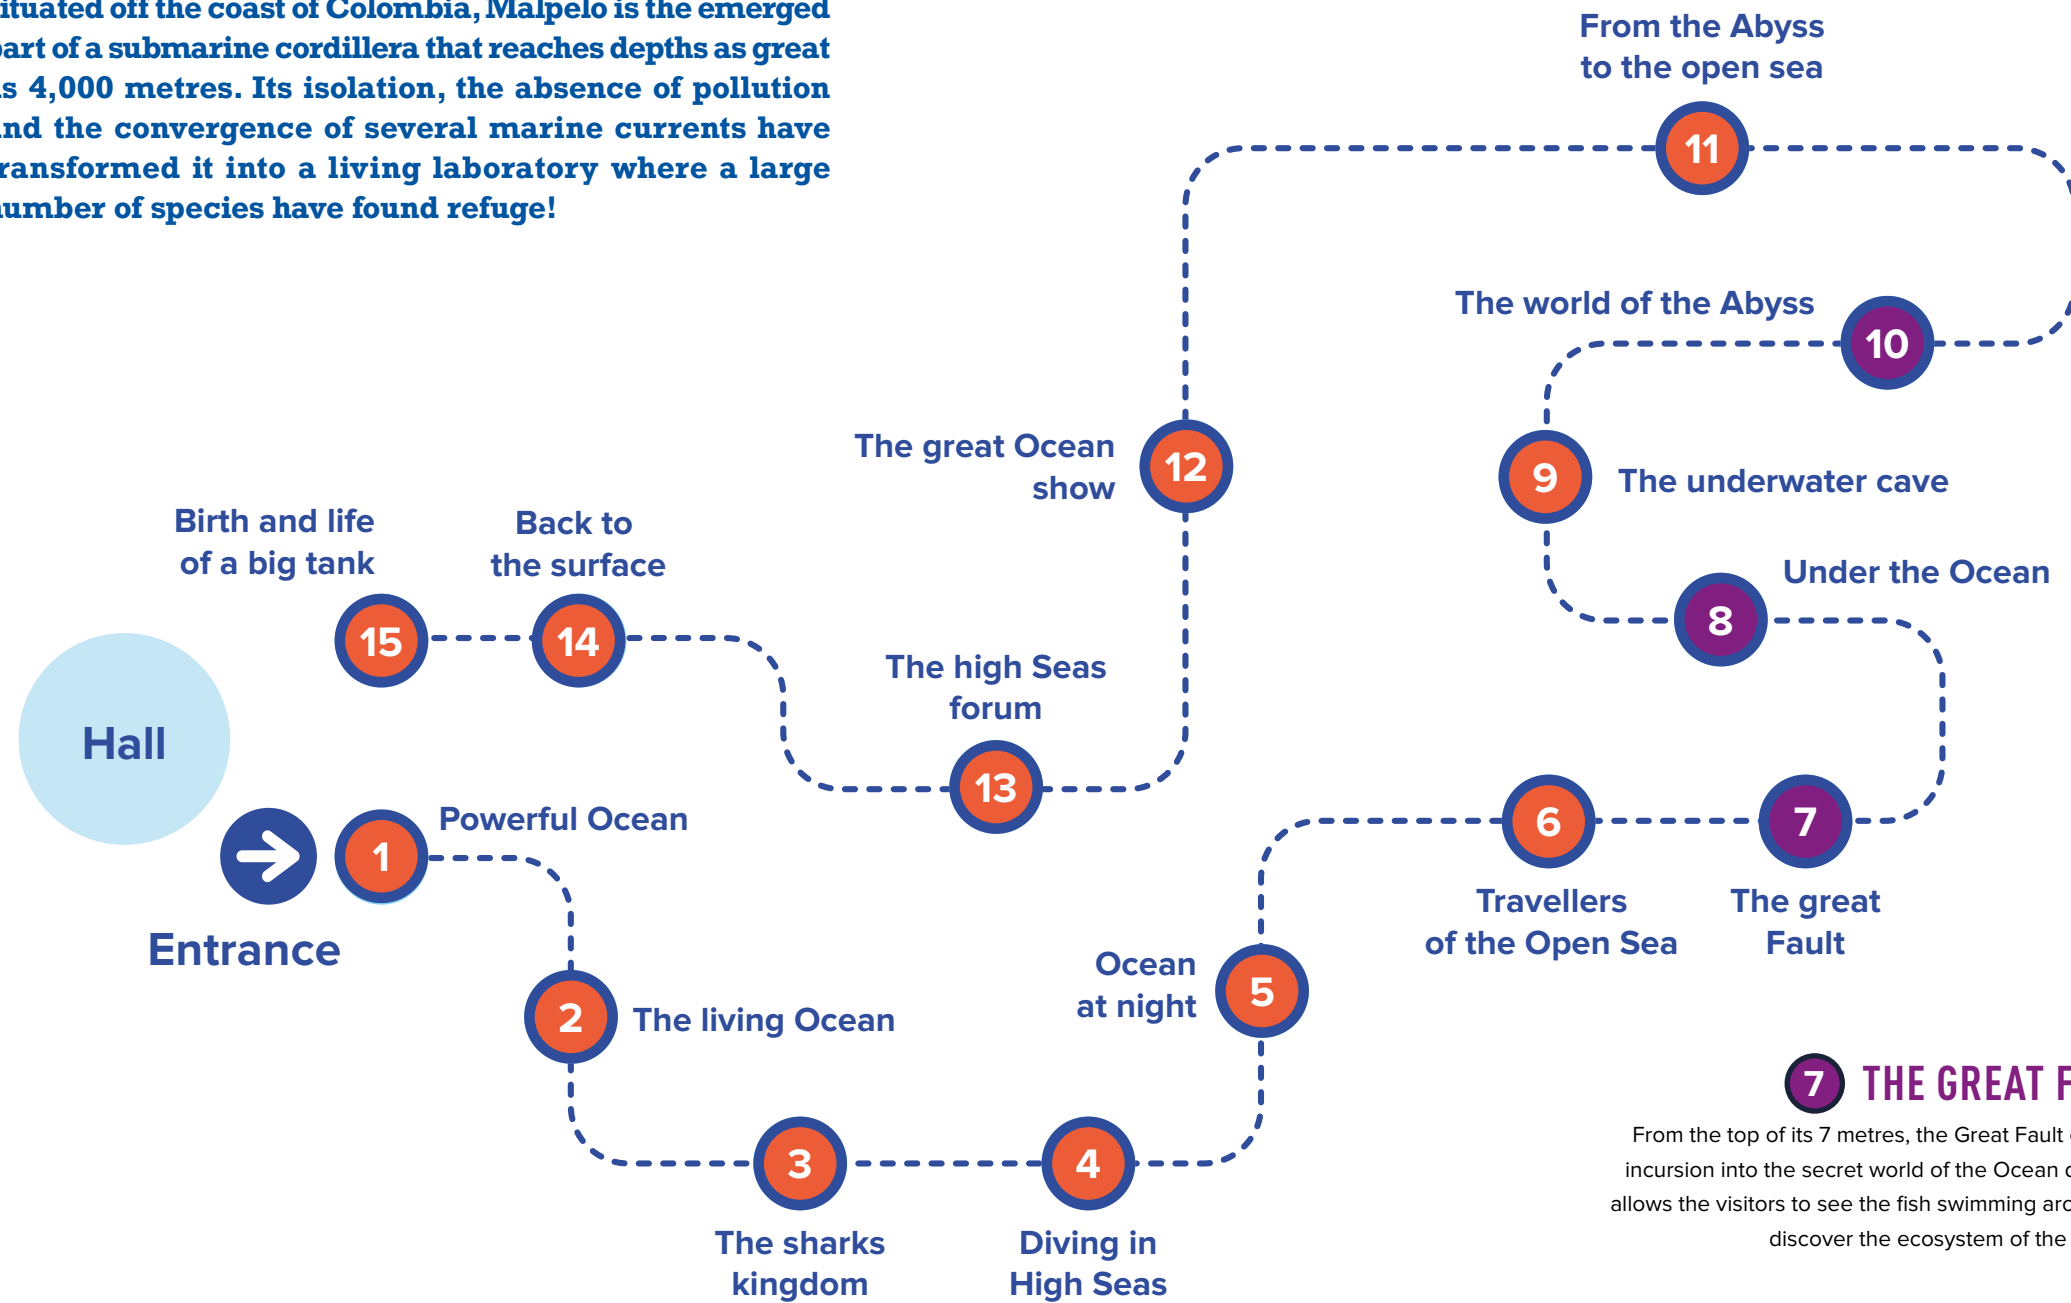 ituated off the coast of Colombia, Malpelo is the emerged
part of a submarine cordillera that reaches depths as great
s 4,000 metres. Its isolation, the absence of pollution
nd the convergence of several marine currents have
ransformed it into a living laboratory where a large
number of species have found refuge!
From the Abyss
to the open sea
11
The world of the Abyss
10
The great Ocean
show
12
9
The underwater cave
Birth and life
of a big tank
Back to
the surface
15
14
Under the Ocean
8
The high Seas
forum
13
Hall
Powerful Ocean
1
Entrance
6
7
Travellers
of the Open Sea
The great
Fault
Ocean
at night
5
2
The living Ocean
3
4
The sharks
kingdom
Diving in
High Seas
7 THE GREAT F
From the top of its 7 metres, the Great Fault
incursion into the secret world of the Ocean
allows the visitors to see the fish swimming arc
discover the ecosystem of the